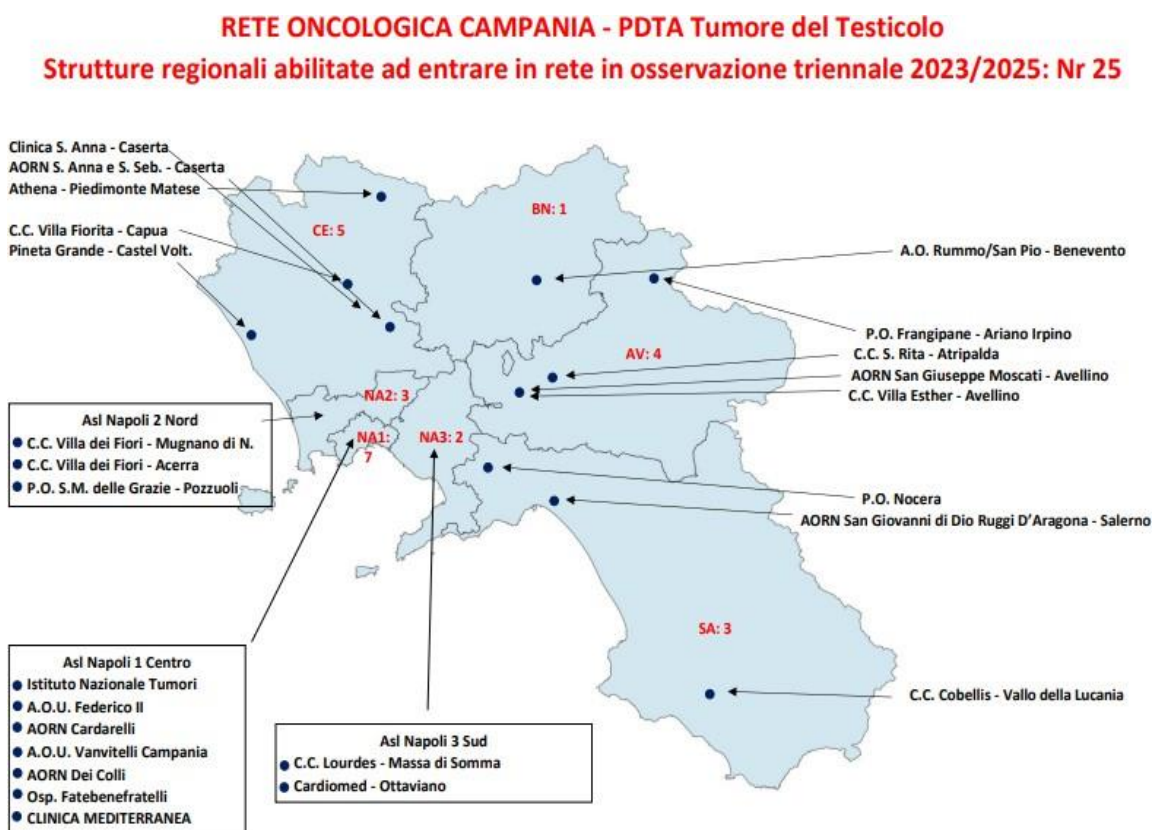 RETE ONCOLOGICA CAMPANIA - PDTA Tumore del Testicolo
Strutture regionali abilitate ad entrare in rete in osservazione triennale 2023/2025: Nr 25
Clinica S. Anna - Caserta
AORN S. Anna e S. Seb. - Caserta
Athena - Piedimonte Matese
C.C. Villa Fiorita - Capua
Pineta Grande - Castel Volt.
CE: 5
BN: 1
A.O. Rummo/San Pio - Benevento
P.O. Frangipane - Ariano Irpino
AV: 4
C.C. S. Rita - Atripalda
AORN San Giuseppe Moscati - Avellino
C.C. Villa Esther - Avellino
NA2: 3
NA1:
7
NA3: 2
Asl Napoli 2 Nord
C.C. Villa dei Fiori - Mugnano di N.
C.C. Villa dei Fiori - Acerra
P.O. S.M. delle Grazie - Pozzuoli
P.O. Nocera
AORN San Giovanni di Dio Ruggi D’Aragona - Salerno
SA: 3
C.C. Cobellis - Vallo della Lucania
Asl Napoli 1 Centro
Istituto Nazionale Tumori
A.O.U. Federico II
AORN Cardarelli
A.O.U. Vanvitelli Campania
AORN Dei Colli
Osp. Fatebenefratelli
CLINICA MEDITERRANEA
Asl Napoli 3 Sud
C.C. Lourdes - Massa di Somma
Cardiomed - Ottaviano